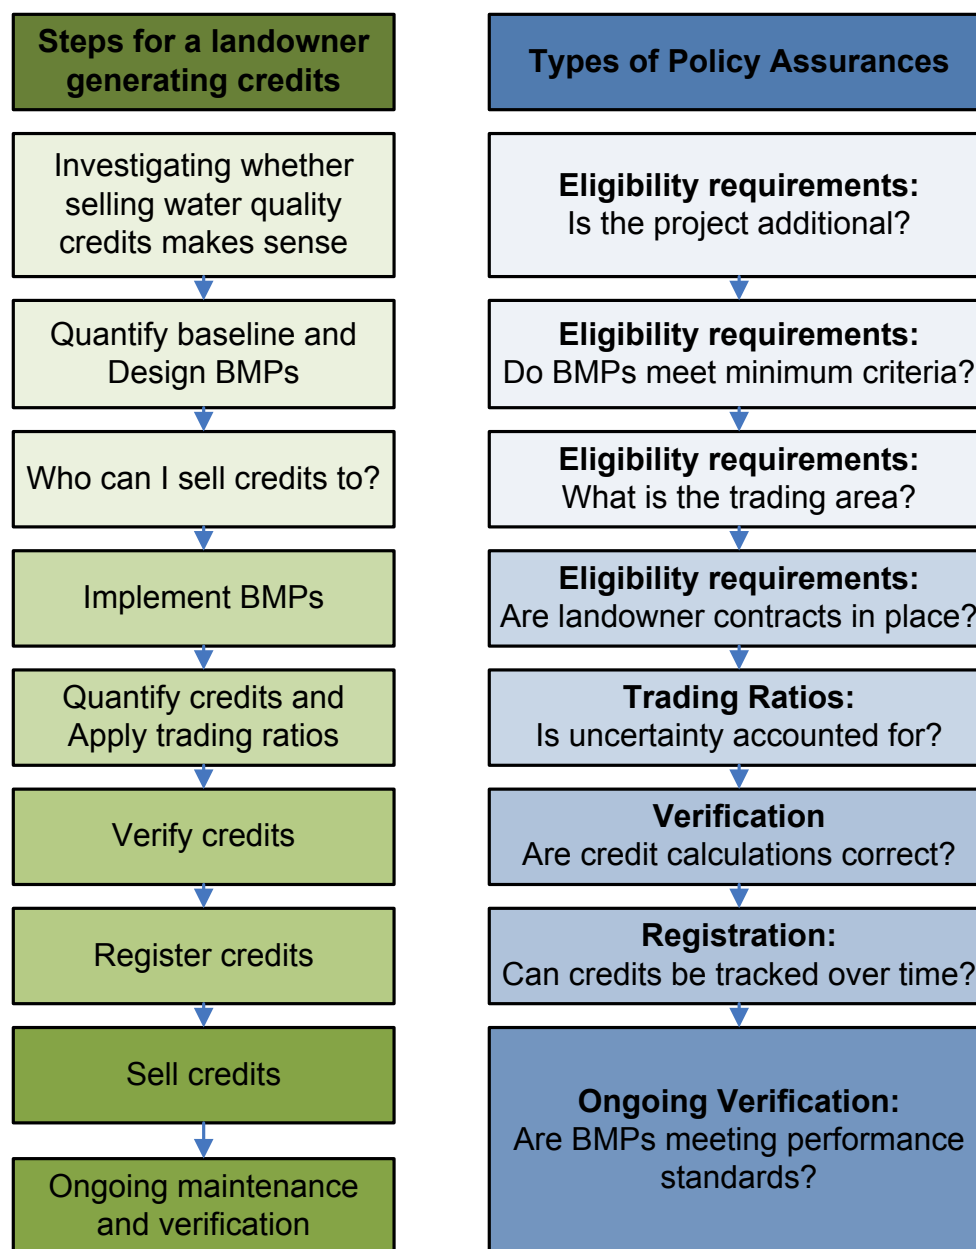 Steps for a landowner
generating credits
Investigating whether
selling water quality
credits makes sense
Quantify baseline and
Design BMPs
Who can I sell credits to?
Implement BMPs
Quantify credits and
Apply trading ratios
Verify credits
Register credits
Sell credits
Ongoing maintenance
and verification
Types of Policy Assurances
Eligibility requirements:
Is the project additional?
Eligibility requirements:
Do BMPs meet minimum criteria?
Eligibility requirements:
What is the trading area?
Eligibility requirements:
Are landowner contracts in place?
Trading Ratios:
Is uncertainty accounted for?
Verification
Are credit calculations correct?
Registration:
Can credits be tracked over time?
Ongoing Verification:
Are BMPs meeting performance
standards?